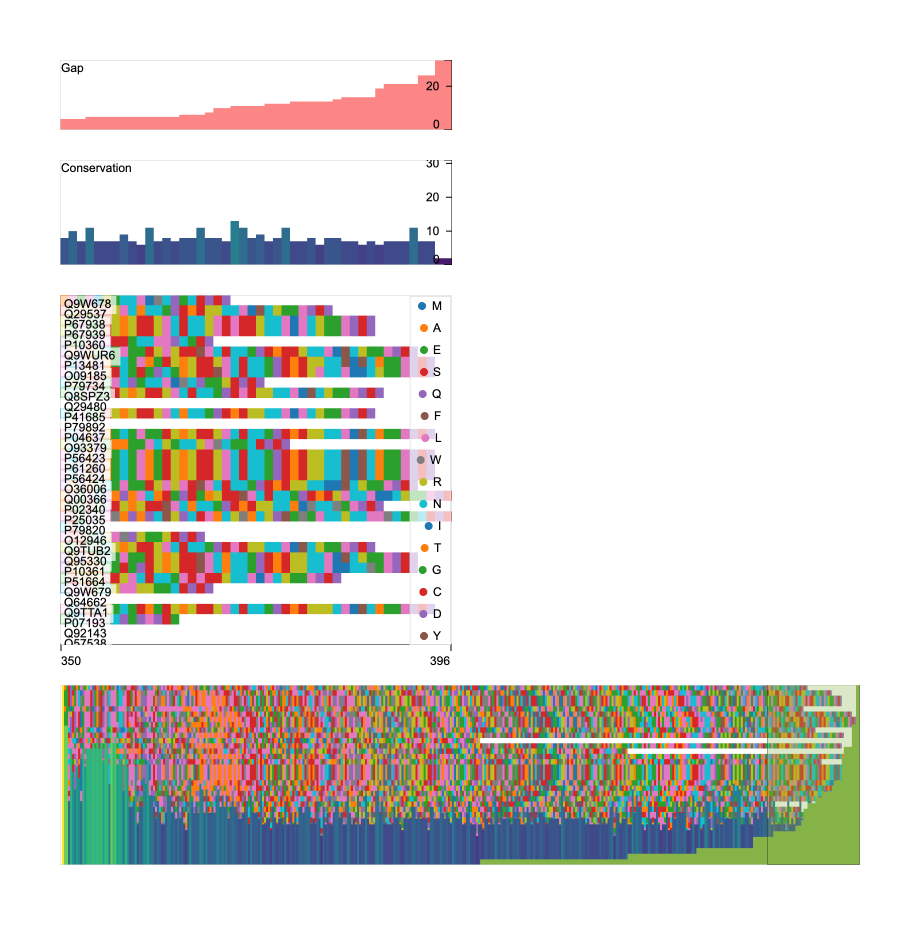 Gap
20
0
Conservation
30
20
10
0
Q9W678
Q29537
P67938
P67939
P10360
Q9WUR6
P13481
O09185
P79734
Q8SPZ3
Q29480
P41685
P79892
P04637
O93379
P56423
P61260
P56424
O36006
Q00366
P02340
P25035
P79820
O12946
Q9TUB2
Q95330
P10361
P51664
Q9W679
Q64662
Q9TTA1
P07193
Q92143
O57538
M
A
E
S
Q
F
L
W
R
N
I
T
G
C
D
Y
350
396